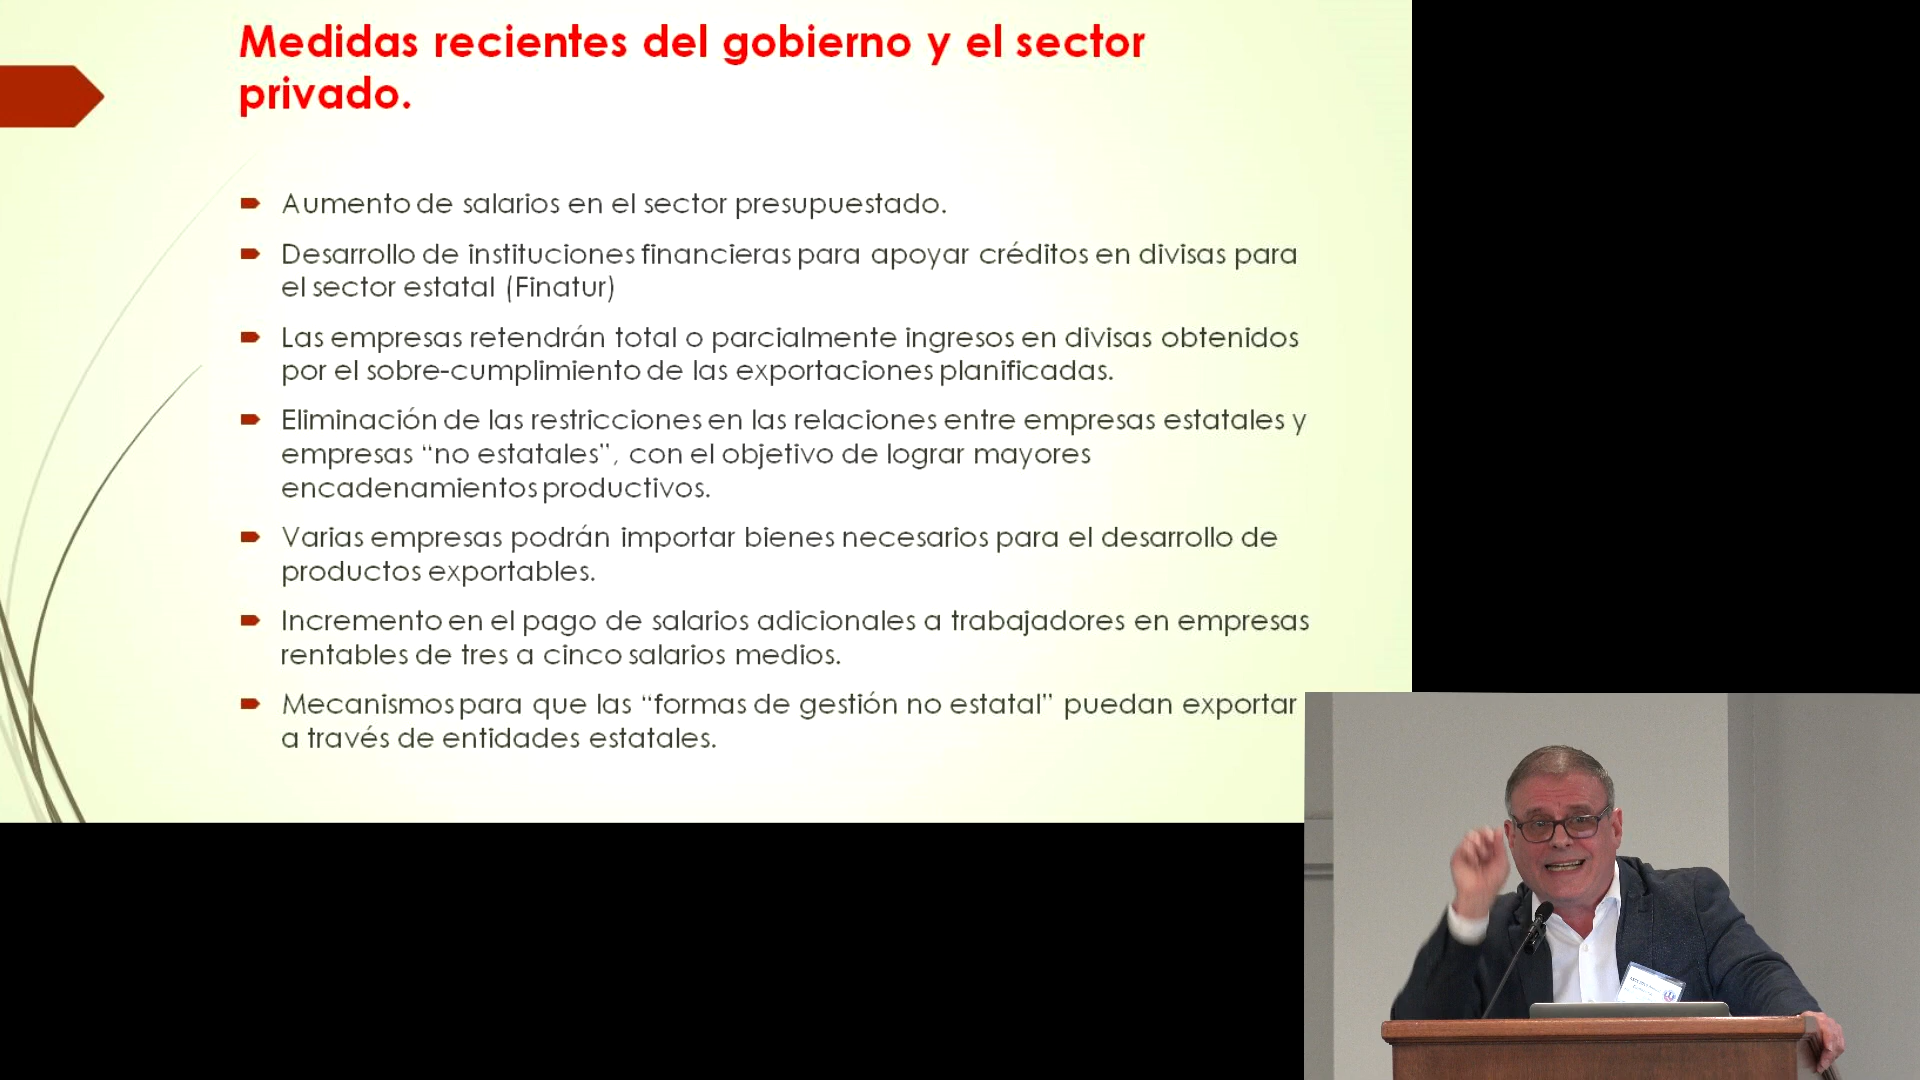 Medidas recientes del gobierno y el sector
privado.
Aumento de salarios en el sector presupuestado.
Desarrollo de instituciones financieras para apoyar créditos en divisas para
el sector estatal (Finatur)
Las empresas retendrán total o parcialmente ingresos en divisas obtenidos
por el sobre-cumplimiento de las exportaciones planificadas.
Eliminación de las restricciones en las relaciones entre empresas estatales y
empresas “no estatales”, con el objetivo de lograr mayores
encadenamientos productivos.
Varias empresas podrán importar bienes necesarios para el desarrollo de
productos exportables.
Incremento en el pago de salarios adicionales a trabajadores en empresas
rentables de tres a cinco salarios medios.
Mecanismos para que las “formas de gestión no estatal” puedan exportar
a través de entidades estatales.